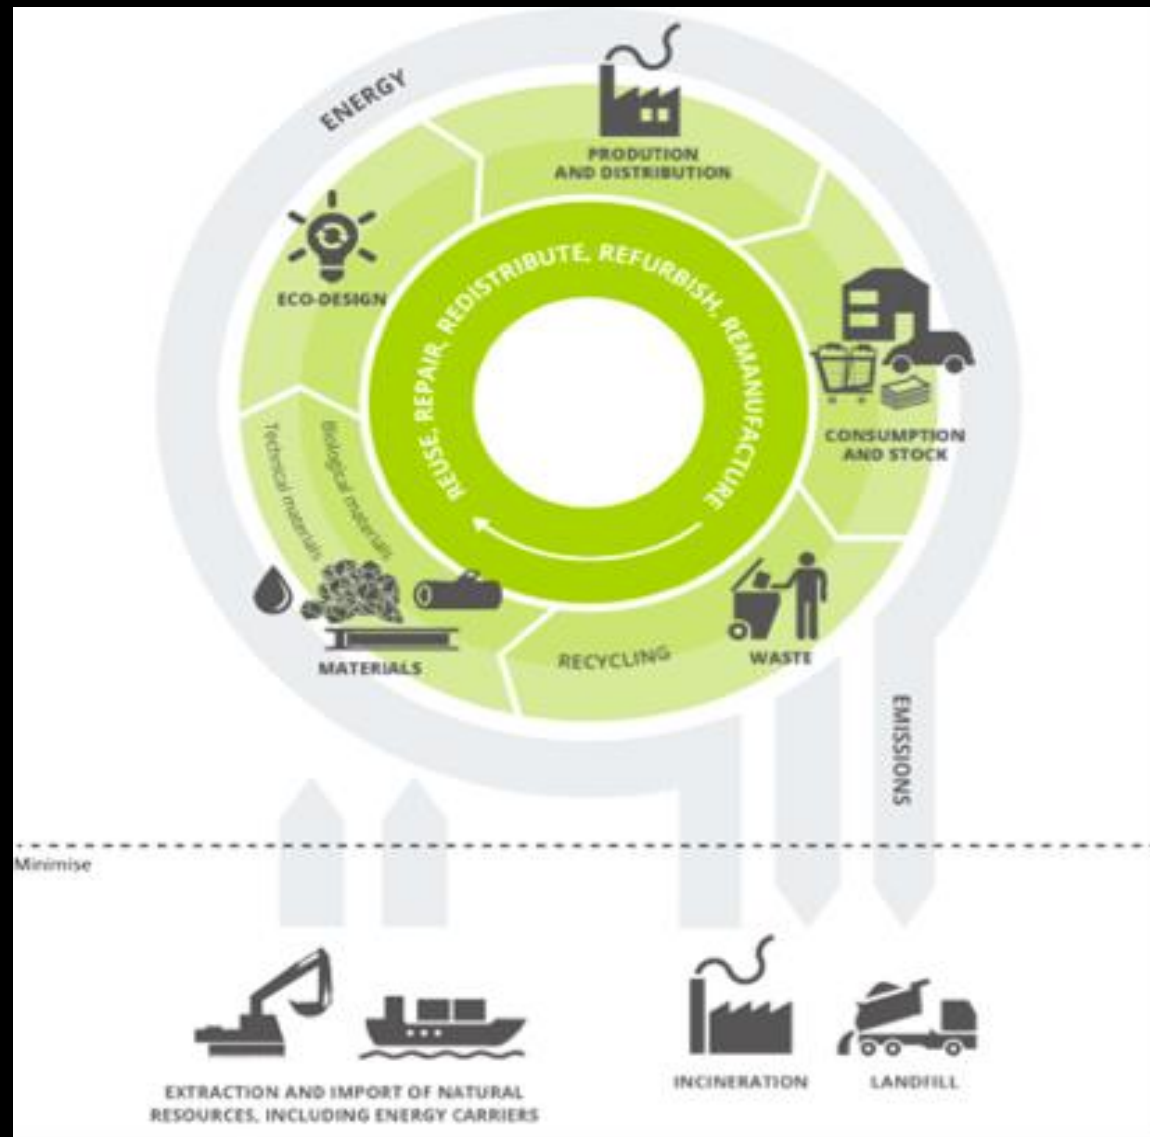 ENERGY
PRODUTION
AND DISTRIBUTION
ECO-DESIGN
REUSE, REPAIR, REDISTRIBUTE, REFURBISH, REMANUFACTURE
CONSUMPTION
AND STOCK
Technical materials
Biological materials
MATERIALS
RECYCLING
WASTE
EMISSIONS
Minimise
EXTRACTION AND IMPORT OF NATURAL
RESOURCES, INCLUDING ENERGY CARRIERS
INCINERATION
LANDFILL